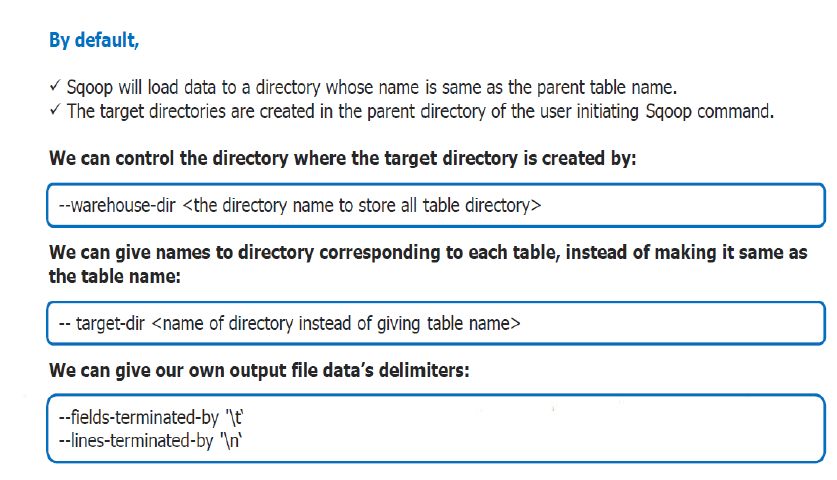 By default,
✓ Sqoop will load data to a directory whose name is same as the parent table name.
✓ The target directories are created in the parent directory of the user initiating Sqoop command.
We can control the directory where the target directory is created by:
--warehouse-dir <the directory name to store all table directory>
We can give names to directory corresponding to each table, instead of making it same as
the table name:
-- target-dir <name of directory instead of giving table name>
We can give our own output file data’s delimiters:
--fields-terminated-by '\t‘
--lines-terminated-by '\n‘